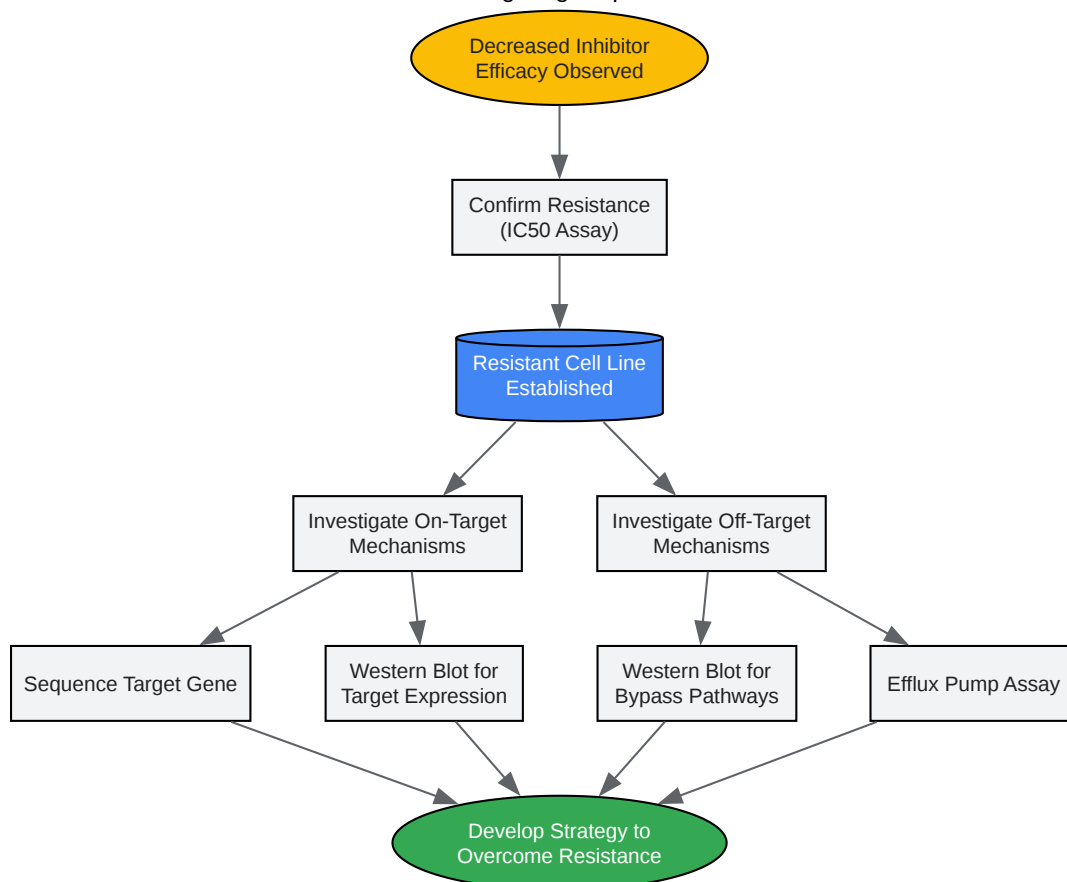 Decreased Inhibitor
Efficacy Observed
Confirm Resistance
(IC50 Assay)
Resistant Cell Line
Established
Investigate On-Target
Mechanisms
Investigate Off-Target
Mechanisms
Sequence Target Gene
Western Blot for
Target Expression
Western Blot for
Bypass Pathways
Efflux Pump Assay
Develop Strategy to
Overcome Resistance